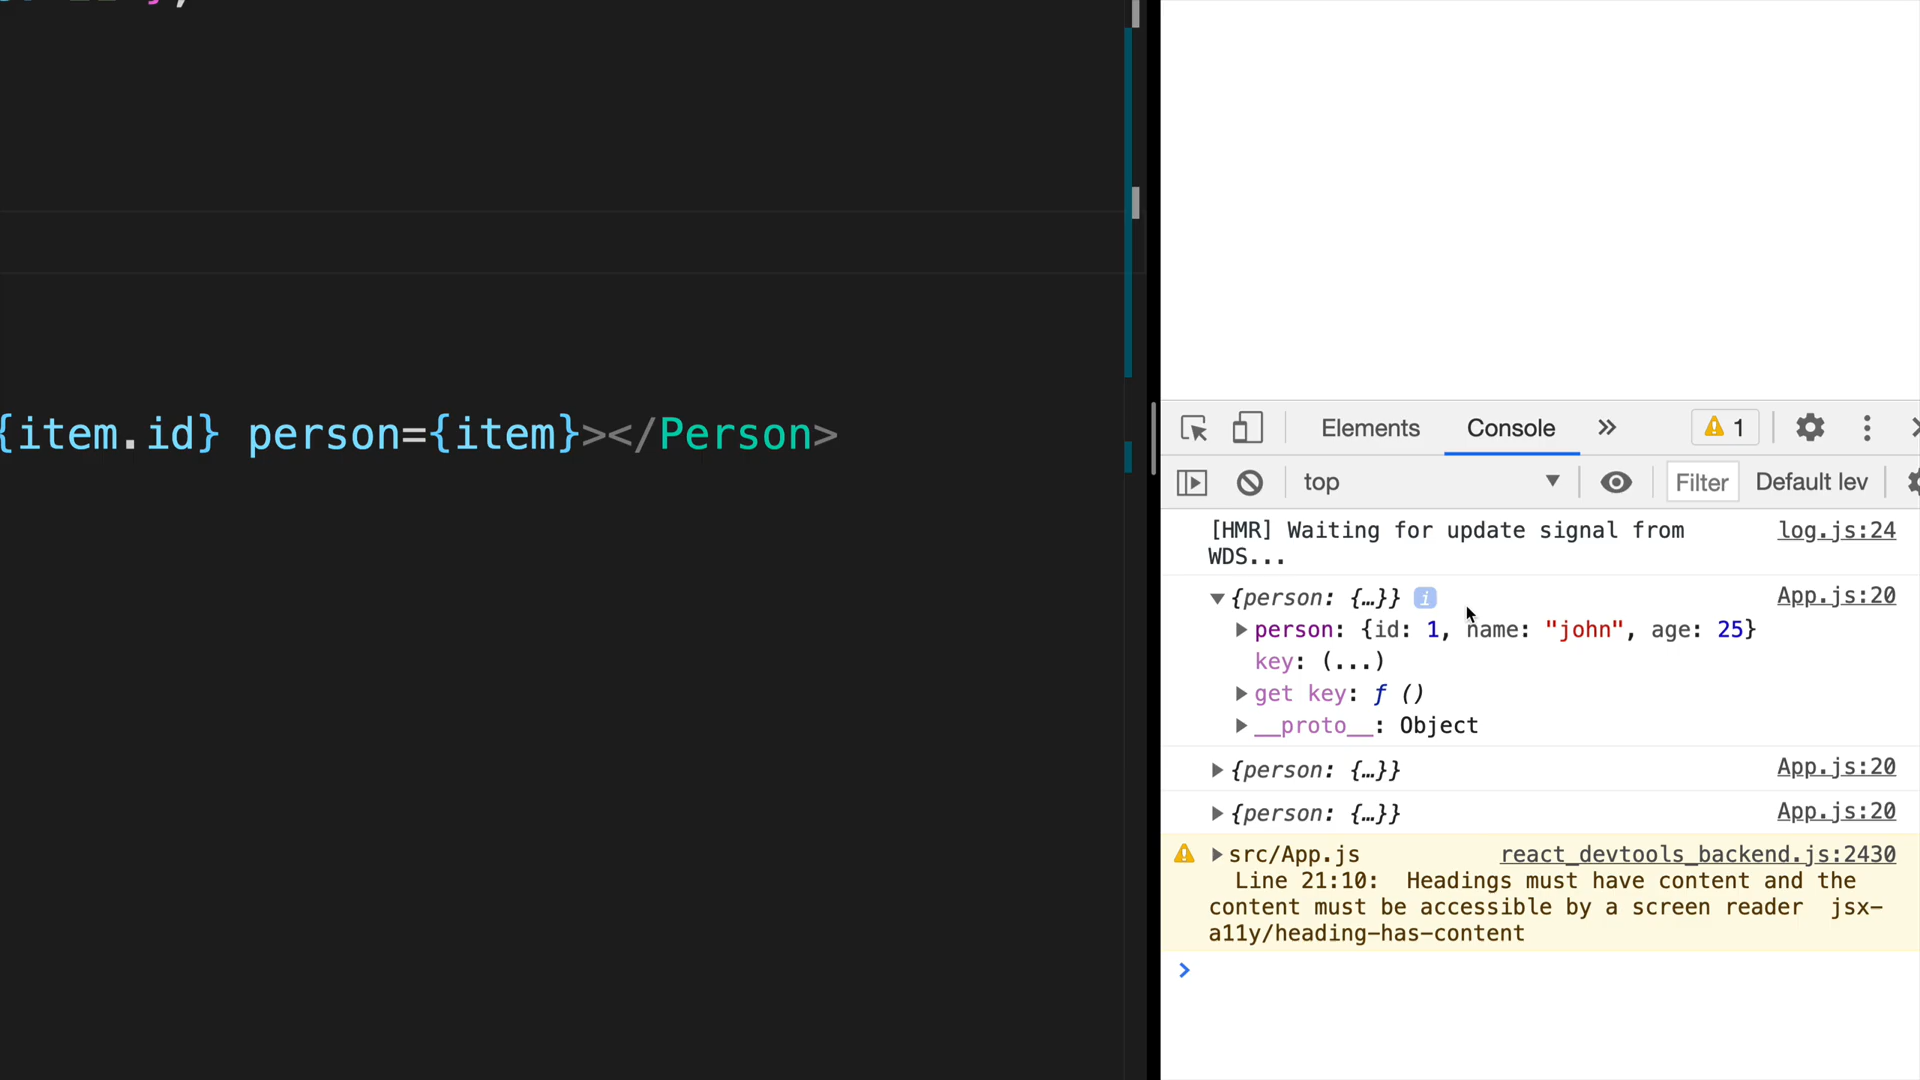 {item.id} person={item}></Person>
Elements Console » 1
top Filter Default lev
[HMR] Waiting for update signal from log.js:24
WDS...
{person: {…}} i App.js:20
person: {id: 1, name: "john", age: 25}
key: (...)
get key: ƒ ()
__proto__: Object
{person: {…}} App.js:20
{person: {…}} App.js:20
src/App.js react_devtools_backend.js:2430
Line 21:10: Headings must have content and the
content must be accessible by a screen reader jsx-
a11y/heading-has-content
>